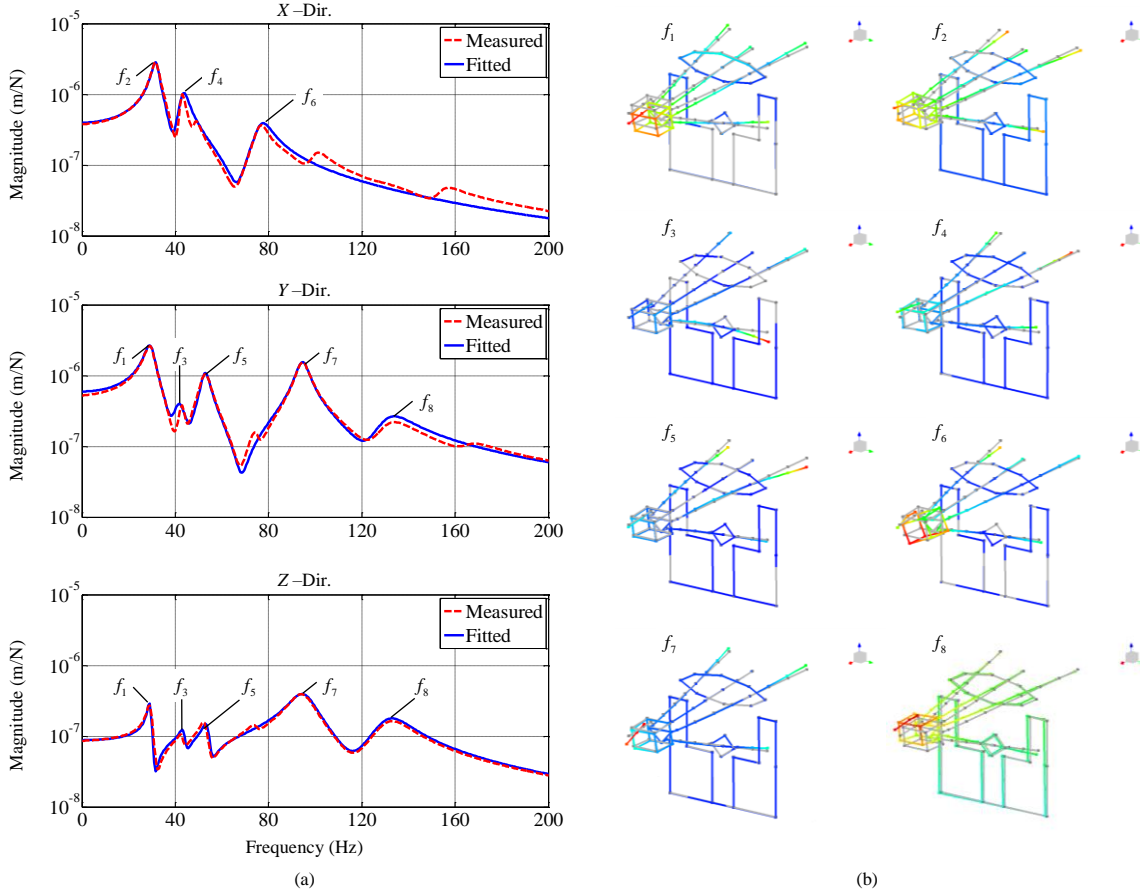 X –Dir.
Magnitude (m/N)
10-5
10-6
10-7
10-8
0 40 80 120 160 200
f2
f4
f6
Measured
Fitted
Y –Dir.
Magnitude (m/N)
10-5
10-6
10-7
10-8
0 40 80 120 160 200
f1
f3
f5
f7
f8
Measured
Fitted
Z –Dir.
Magnitude (m/N)
10-5
10-6
10-7
10-8
0 40 80 120 160 200
f1
f3
f5
f7
f8
Measured
Fitted
Frequency (Hz)
(a)
f1
f2
f3
f4
f5
f6
f7
f8
(b)